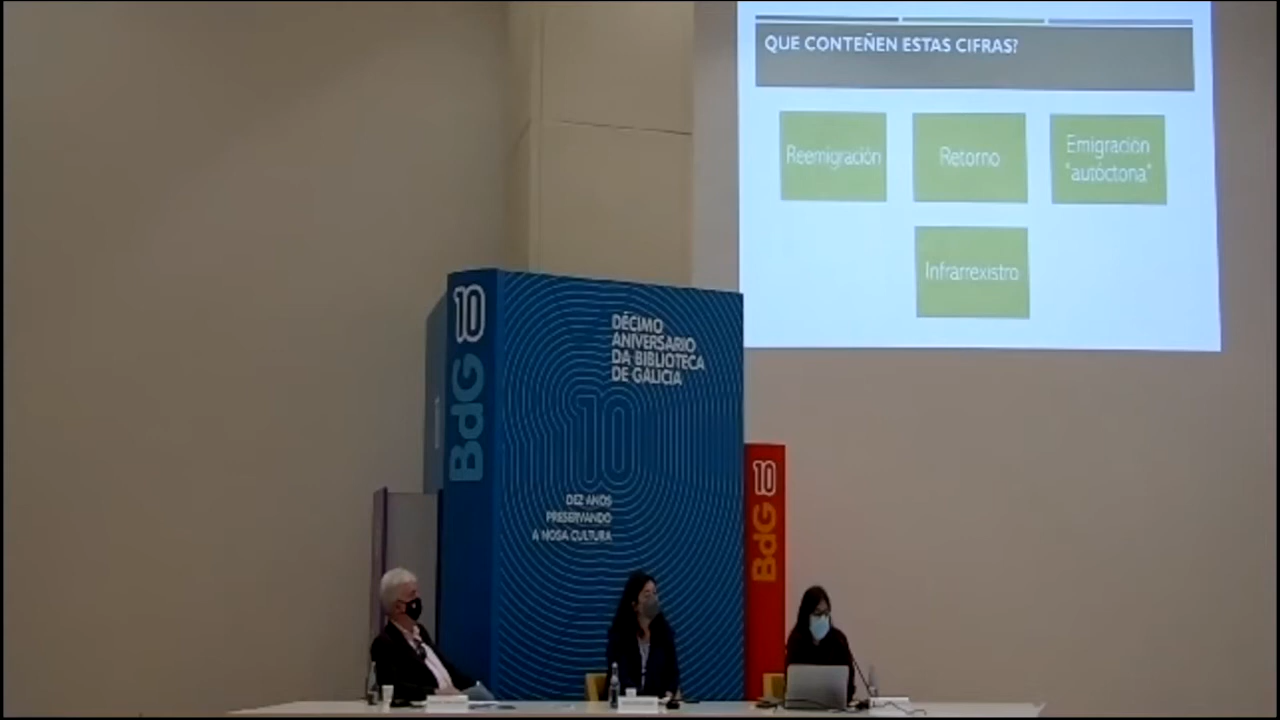 QUE CONTEÑEN ESTAS CIFRAS?
Reemigración
Retorno
Emigración
"autóctona"
Infrarrexistro
BdG 10
DÉCIMO
ANIVERSARIO
DA BIBLIOTECA
DE GALICIA
10
DEZ ANOS
PRESERVANDO
A NOSA CULTURA
BdG 10